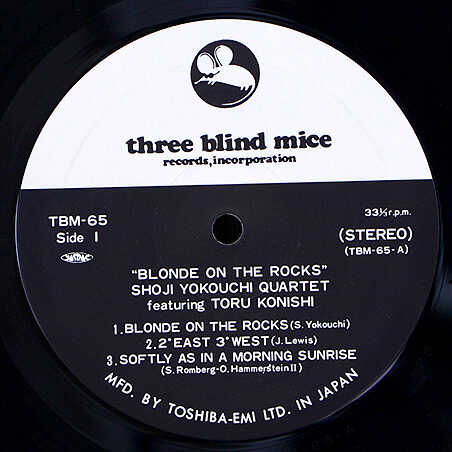 three blind mice
records, incorporation
TBM-65
Side 1
JASRAC
33⅓ r.p.m.
(STEREO)
(TBM-65-A)
"BLONDE ON THE ROCKS"
SHOJI YOKOUCHI QUARTET
featuring TORU KONISHI
1. BLONDE ON THE ROCKS (S. Yokouchi)
2. 2° EAST 3° WEST (J. Lewis)
3. SOFTLY AS IN A MORNING SUNRISE
(S. Romberg-O. Hammerstein II)
MFD. BY TOSHIBA-EMI LTD. IN JAPAN